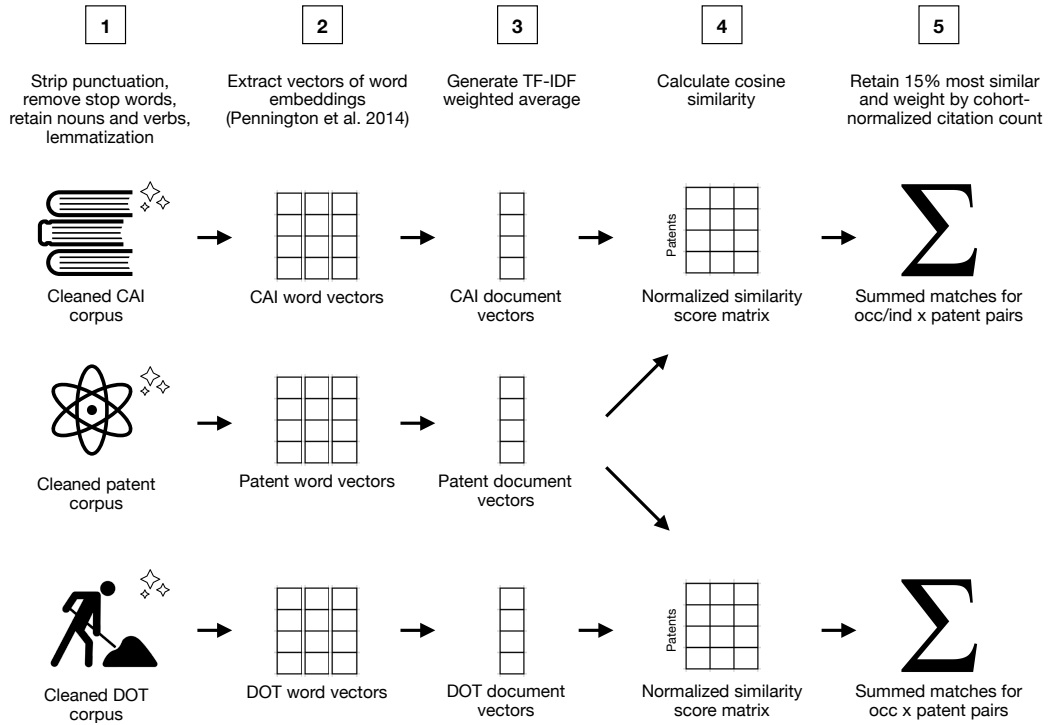 1
2
3
4
5
Strip punctuation,
remove stop words,
retain nouns and verbs,
lemmatization
Extract vectors of word
embeddings
(Pennington et al. 2014)
Generate TF-IDF
weighted average
Calculate cosine
similarity
Retain 15% most similar
and weight by cohort-
normalized citation count
Cleaned CAI
corpus
CAI word vectors
CAI document
vectors
Patents
Normalized similarity
score matrix
Summed matches for
occ/ind x patent pairs
Cleaned patent
corpus
Patent word vectors
Patent document
vectors
Cleaned DOT
corpus
DOT word vectors
DOT document
vectors
Patents
Normalized similarity
score matrix
Summed matches for
occ x patent pairs